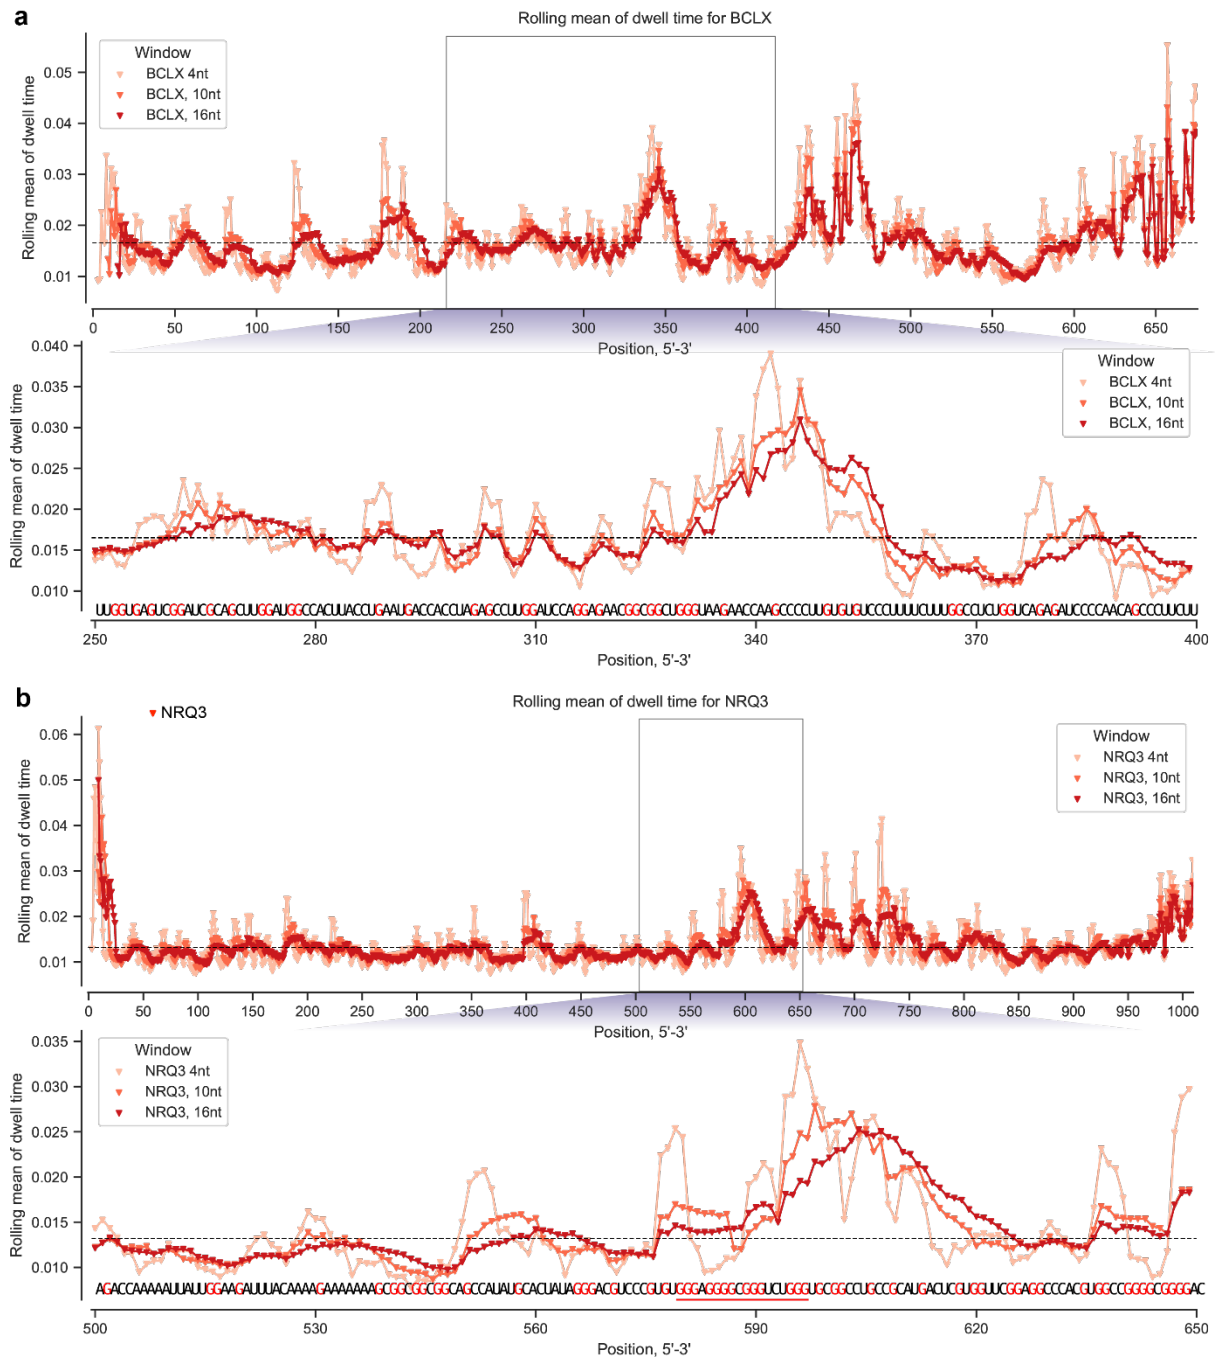 a
Rolling mean of dwell time for BCLX
Window
BCLX 4nt
BCLX, 10nt
BCLX, 16nt
Rolling mean of dwell time
0.05
0.04
0.03
0.02
0.01
0 50 100 150 200 250 300 350 400 450 500 550 600 650
Position, 5'-3'
Window
BCLX 4nt
BCLX, 10nt
BCLX, 16nt
Rolling mean of dwell time
0.040
0.035
0.030
0.025
0.020
0.015
0.010
UUGGUGAGUCGGAUCGCAGCUUGGAUGGCCACUUACCUGAAUGACCACCUAGAGCCUUGGAUCCAGGAGAACGGCGGCUGGGUAAGAACCAAGCCCCUUGUGUGUCCCUUUUCUUUGGCCUCUGGUCAGAGAUCCCCAACAGCCCUUCUU
250 280 310 340 370 400
Position, 5'-3'
b
Rolling mean of dwell time for NRQ3
NRQ3
Window
NRQ3 4nt
NRQ3, 10nt
NRQ3, 16nt
Rolling mean of dwell time
0.06
0.05
0.04
0.03
0.02
0.01
0 50 100 150 200 250 300 350 400 450 500 550 600 650 700 750 800 850 900 950 1000
Position, 5'-3'
Window
NRQ3 4nt
NRQ3, 10nt
NRQ3, 16nt
Rolling mean of dwell time
0.035
0.030
0.025
0.020
0.015
0.010
AGACCAAAAAUUAUUGGAAGAUUUACAAAAGAAAAAAAGCGGCGGCGGCAGCCAUAUGCACUAUAGGGACGUCCCGUGUGGGAGGGGCGGGUCUGGGUGCGGCCUGCCGCAUGACUCGUGGUUCGGAGGCCCACGUGGCCGGGGCGGGGAC
500 530 560 590 620 650
Position, 5'-3'